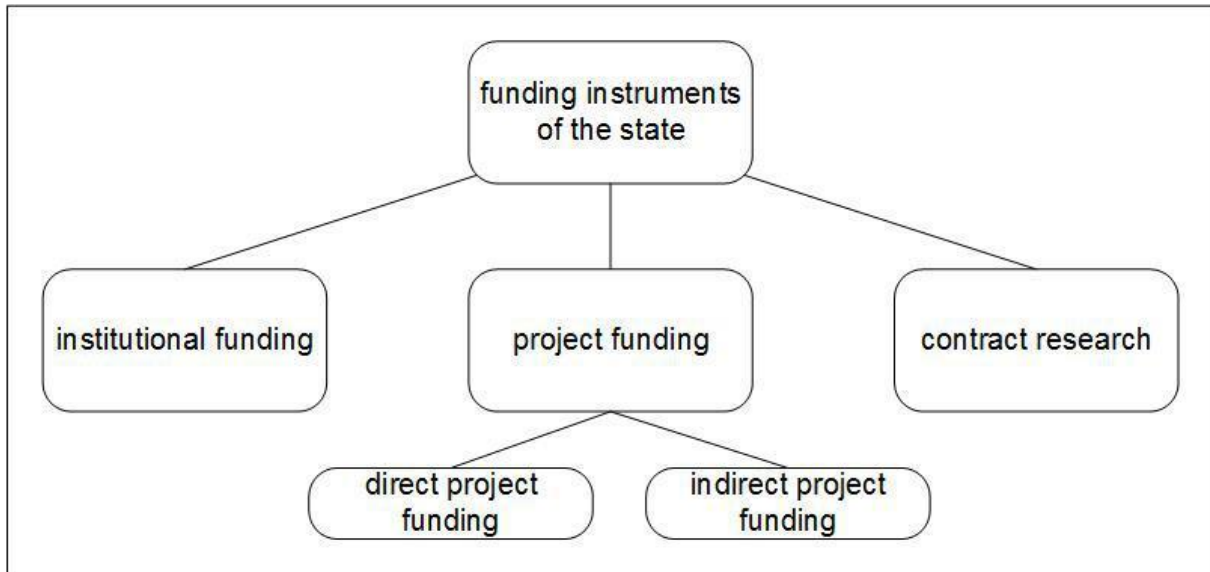 funding instruments
of the state
institutional funding
project funding
contract research
direct project
funding
indirect project
funding